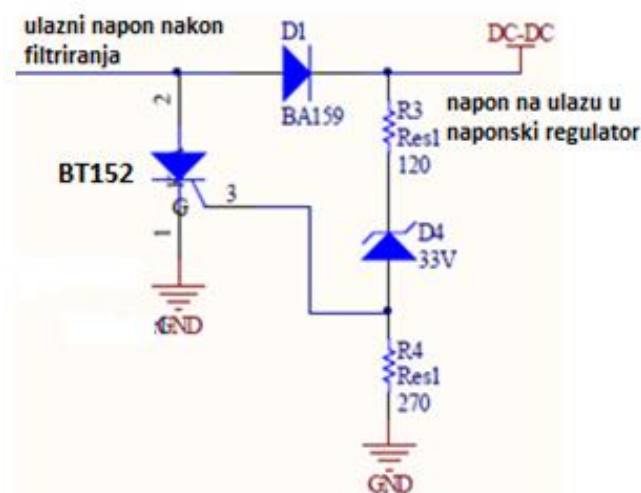 ulazni napon nakon
filtriranja
D1
DC-DC
BA159
2
R3
Res1
120
napon na ulazu u
naponski regulator
BT152
G
3
1
D4
33V
GND
R4
Res1
270
GND